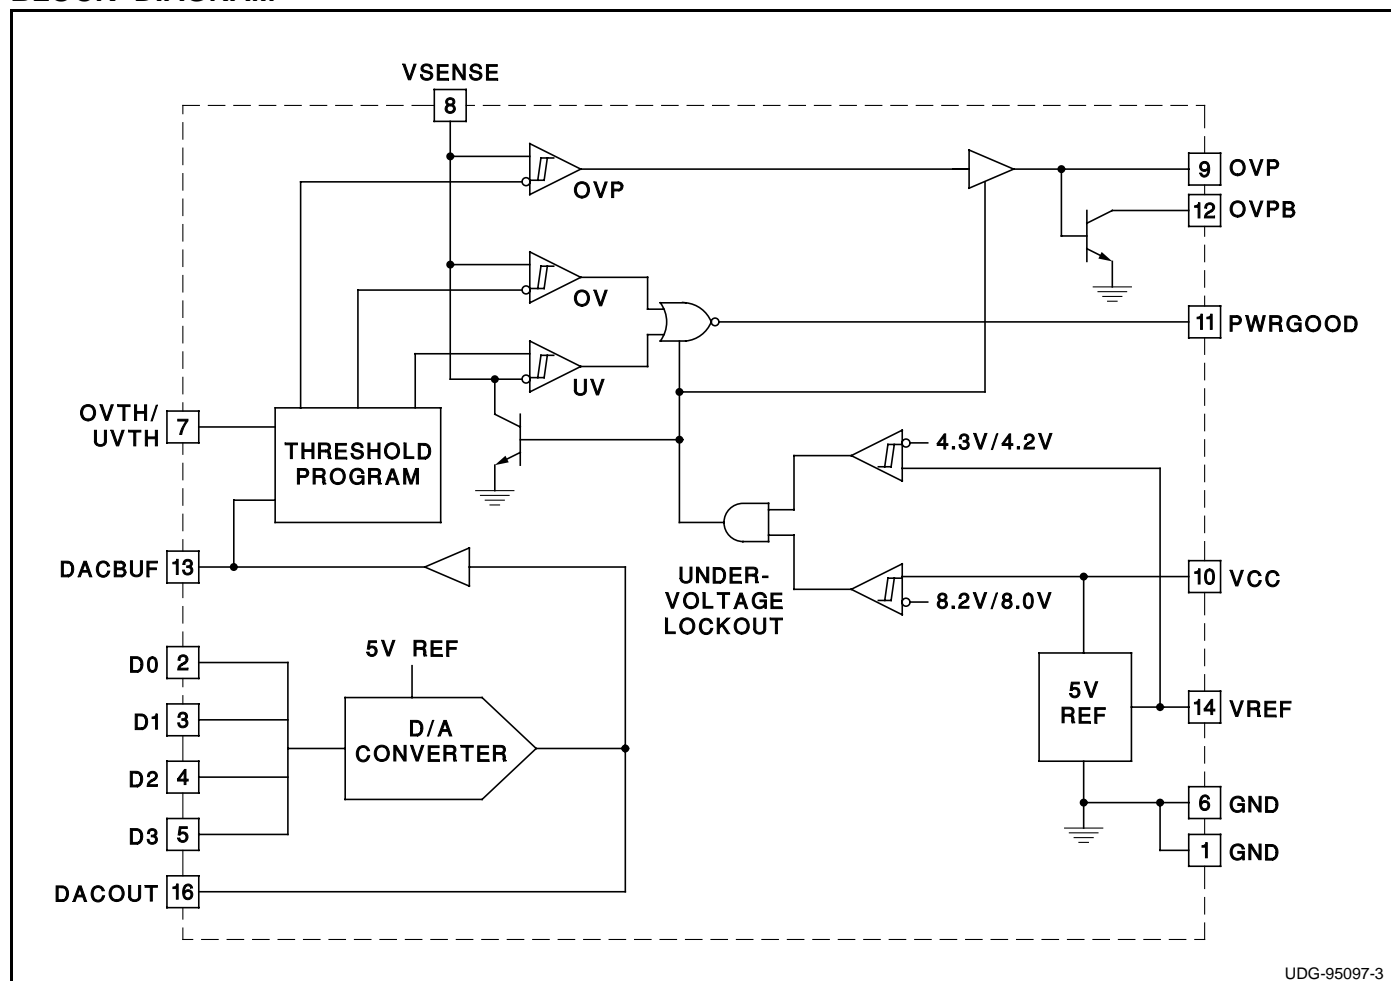 BLOCK DIAGRAM
VSENSE
8
OVP
9 OVP
12 OVPB
OV
11 PWRGOOD
UV
OVTH/
UVTH
7
THRESHOLD
PROGRAM
4.3V/4.2V
DACBUF 13
UNDER-
VOLTAGE
LOCKOUT
8.2V/8.0V
10 VCC
5V REF
D0 2
D1 3
D2 4
D3 5
D/A
CONVERTER
5V
REF
14 VREF
6 GND
1 GND
DACOUT 16
UDG-95097-3